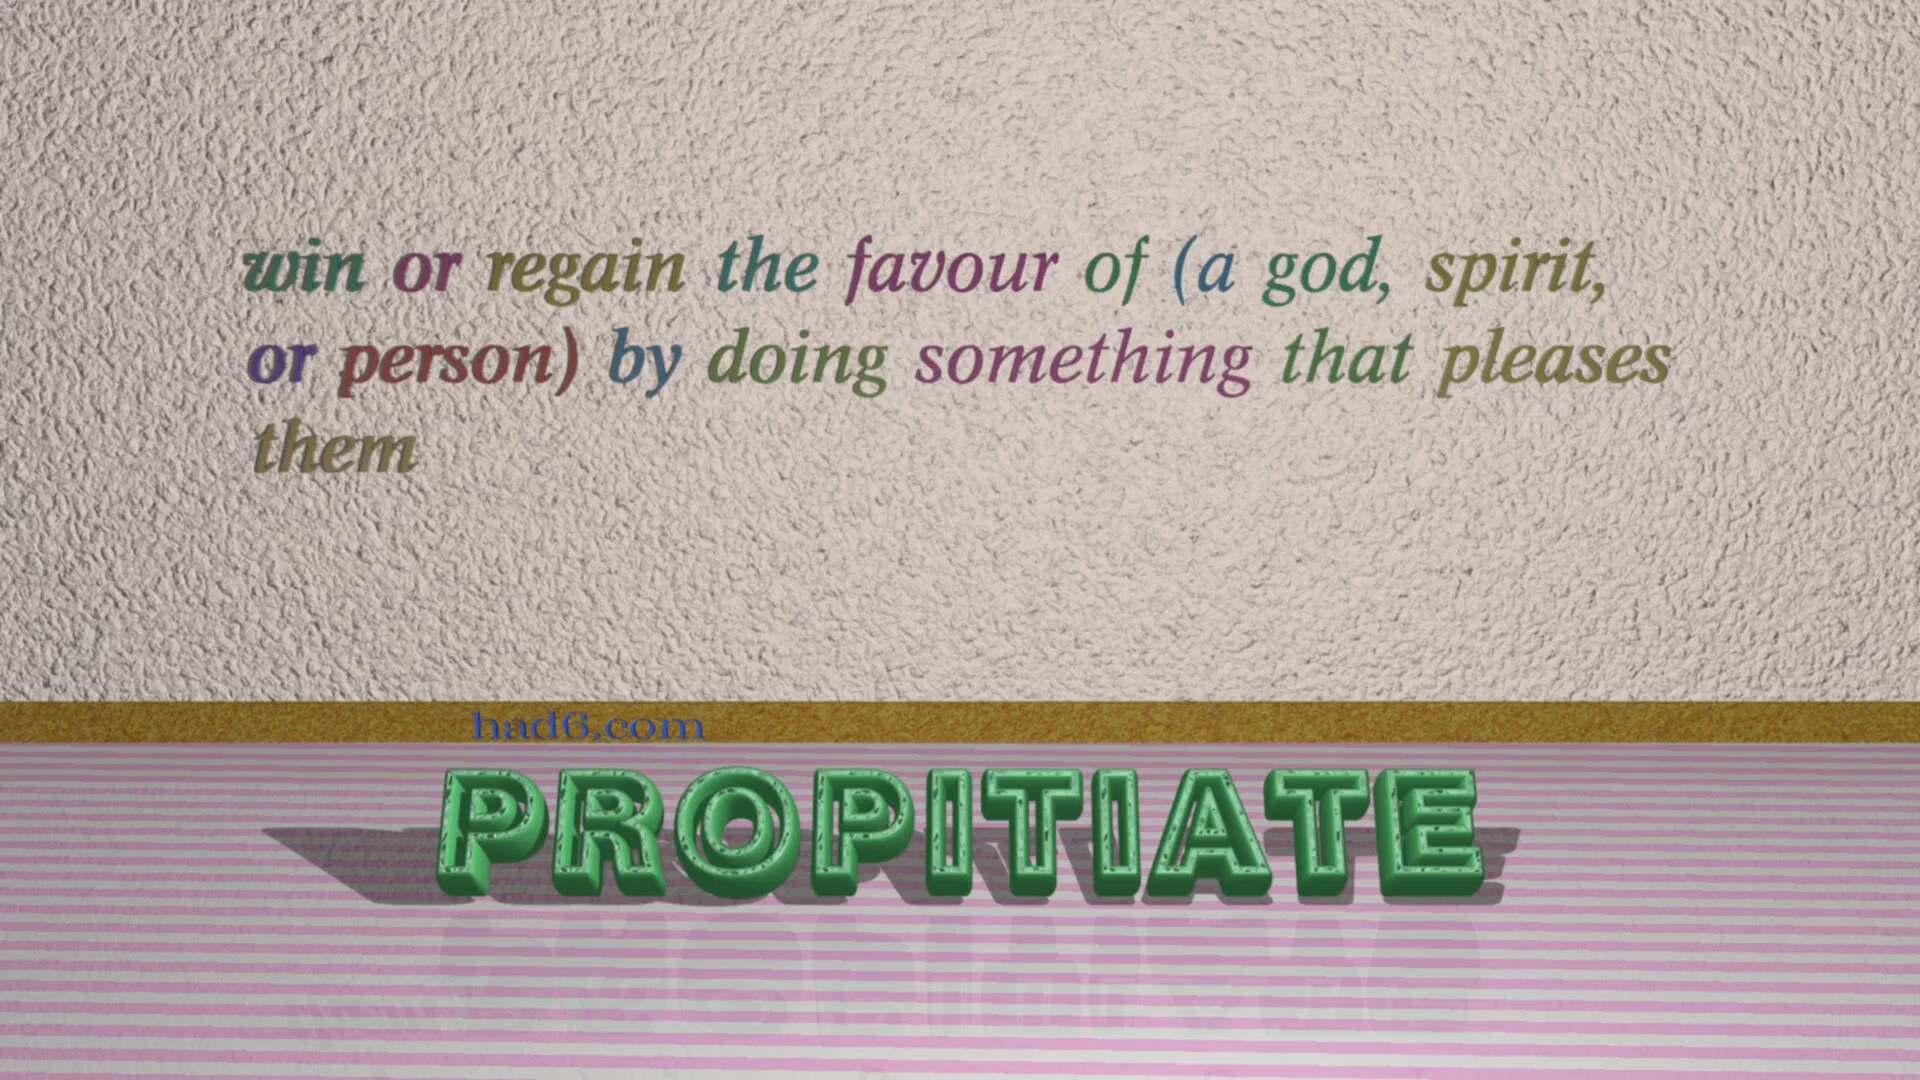 win or regain the favour of (a god, spirit,
or person) by doing something that pleases
them
had6.com
PROPITIATE